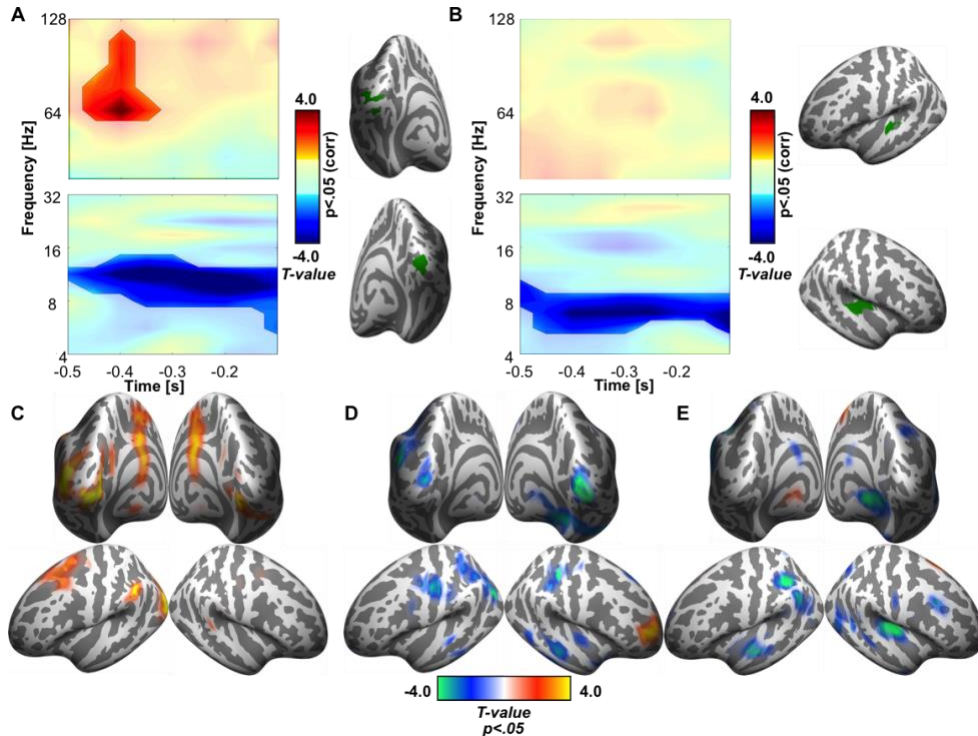 A
B
128
64
Frequency [Hz]
32
16
8
4
-0.5 -0.4 -0.3 -0.2
Time [s]
4.0
p<.05 (corr)
-4.0
T-value
128
64
Frequency [Hz]
32
16
8
4
-0.5 -0.4 -0.3 -0.2
Time [s]
4.0
p<.05 (corr)
-4.0
T-value
C
D
E
-4.0 4.0
T-value
p<.05